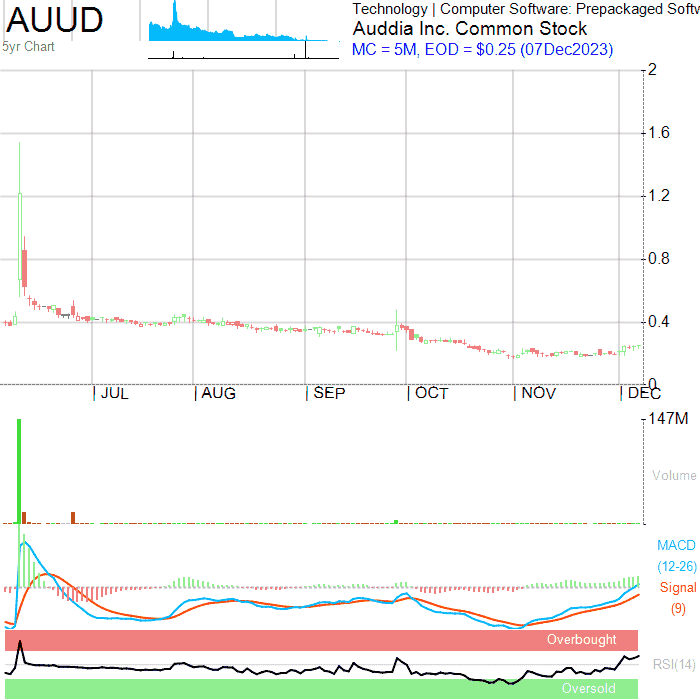 AUUD
5yr Chart
Technology | Computer Software: Prepackaged Softw
Auddia Inc. Common Stock
MC = 5M, EOD = $0.25 (07Dec2023)
2
1.6
1.2
0.8
0.4
0
JUL
AUG
SEP
OCT
NOV
DEC
147M
Volume
MACD
(12-26)
Signal
(9)
Overbought
RSI(14)
Oversold